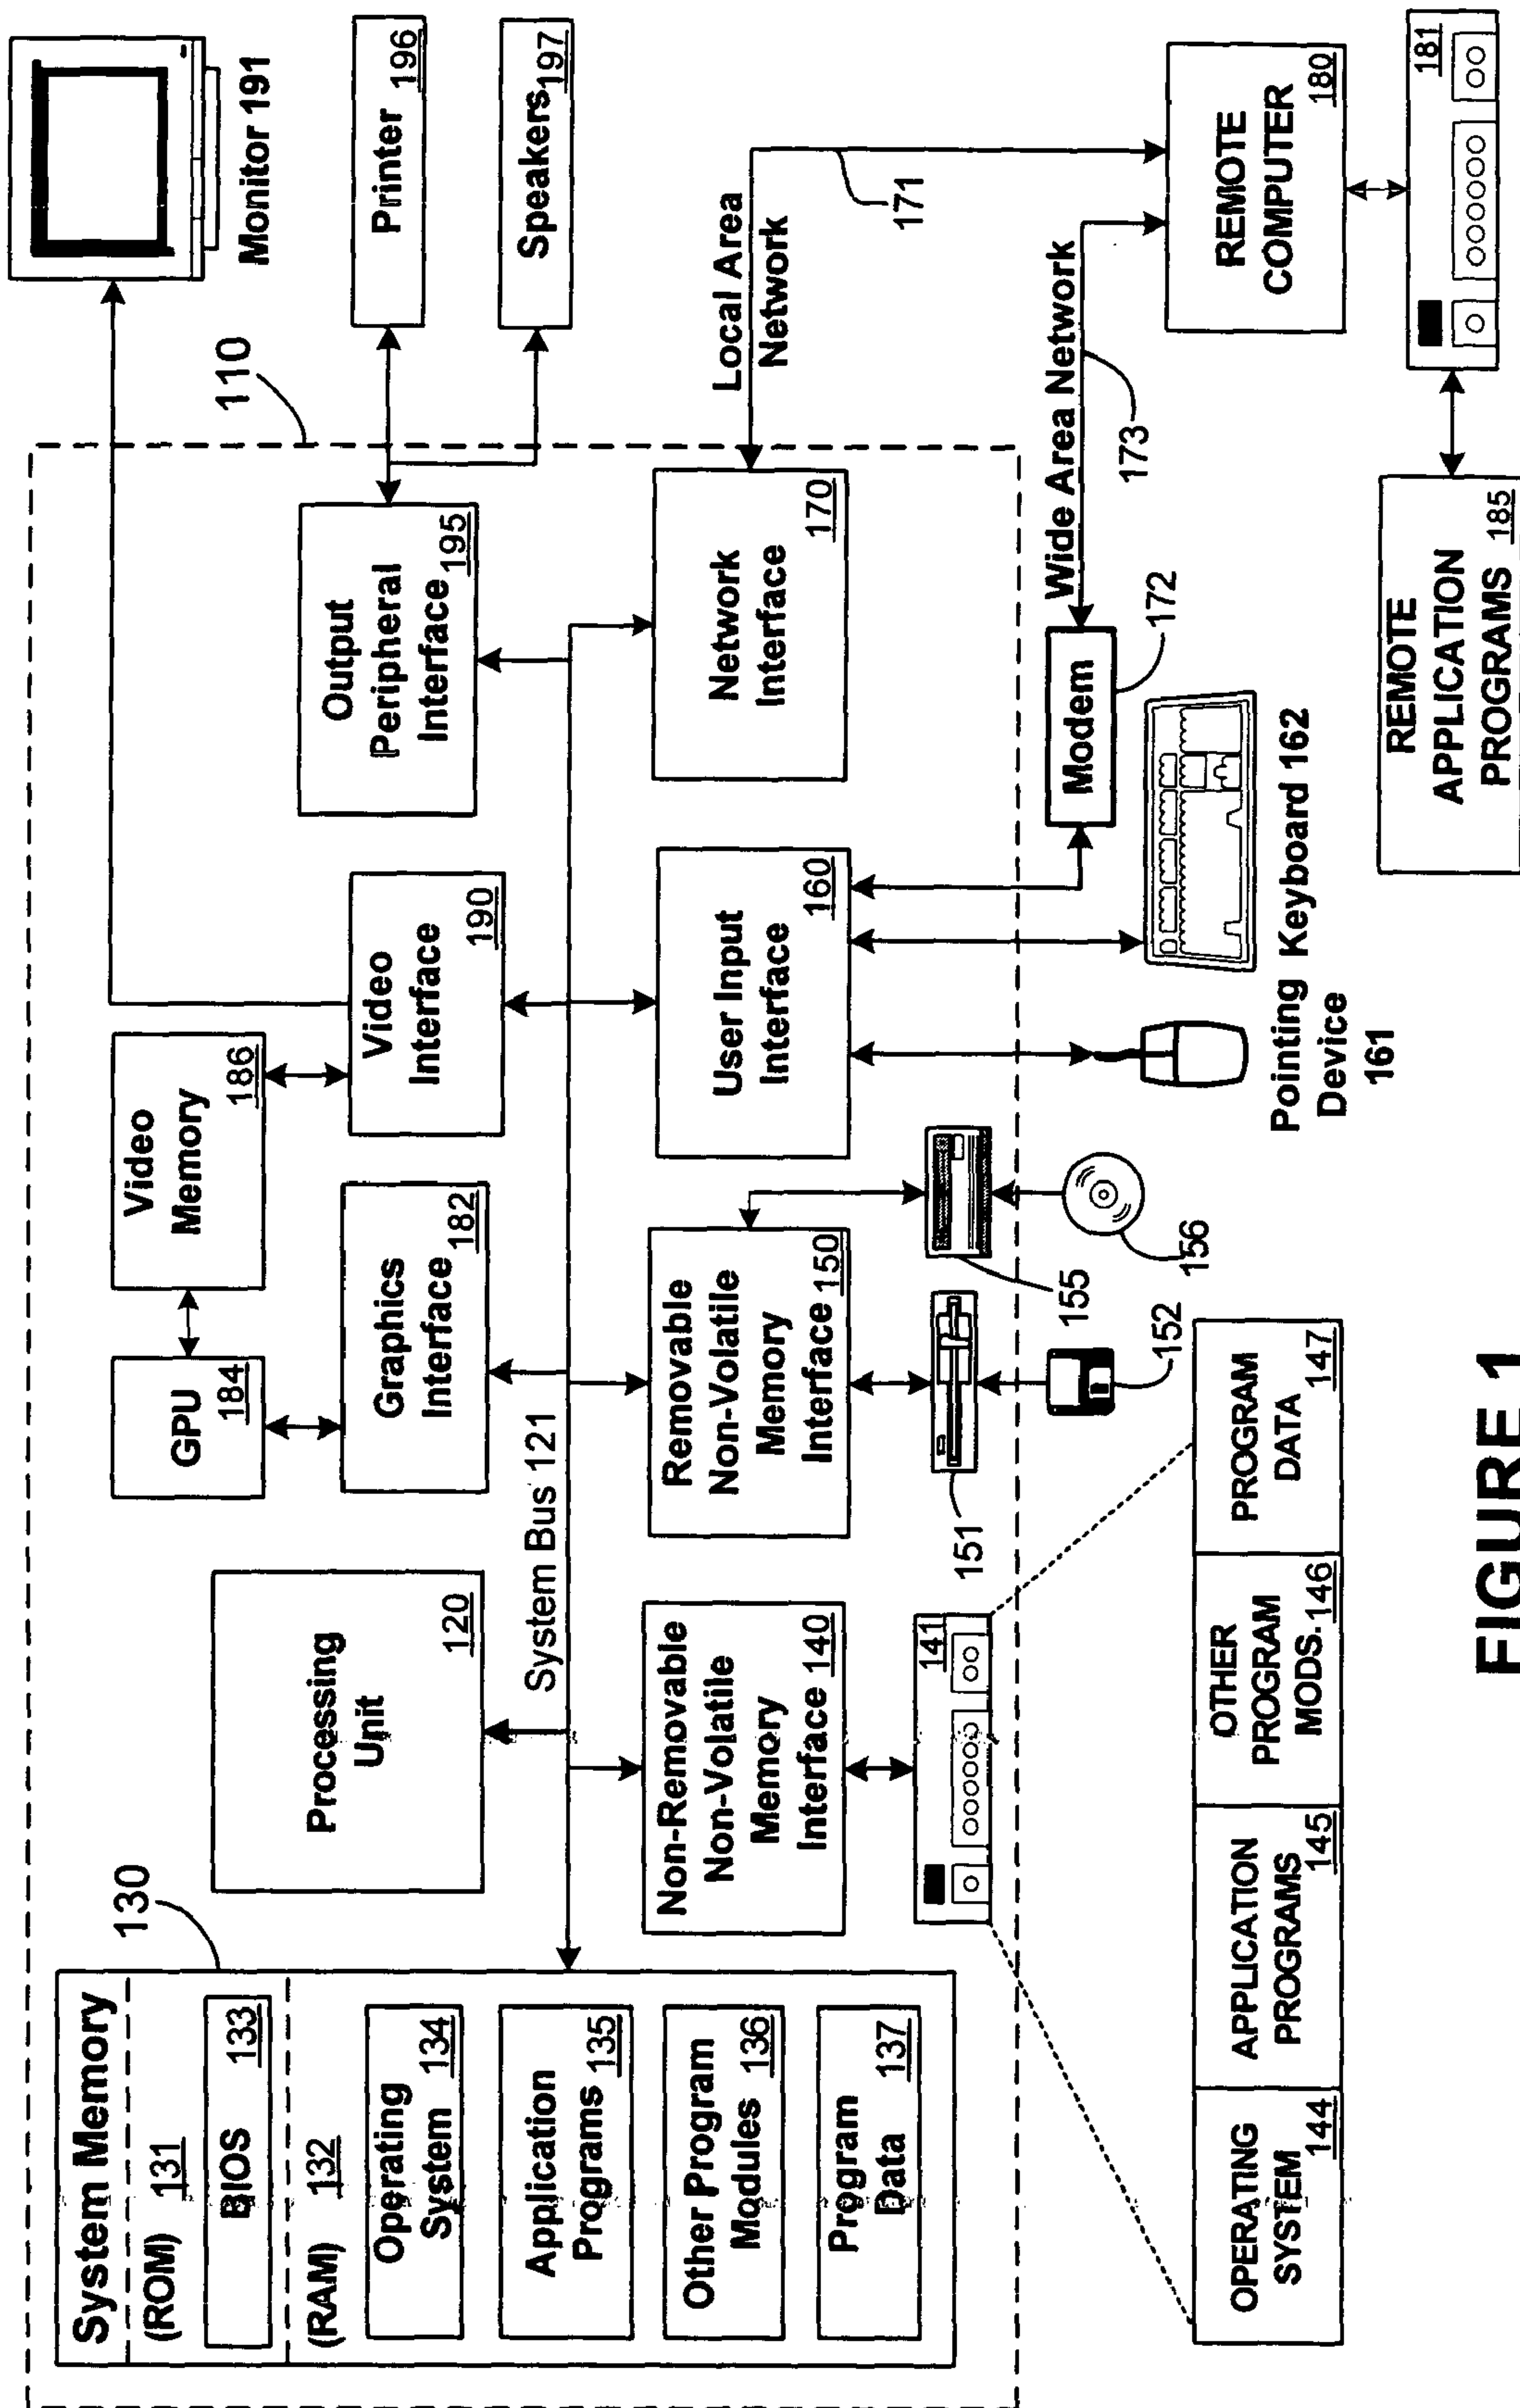 System Memory
130
(ROM) 131
BIOS 133
(RAM) 132
Operating
System 134
Application
Programs 135
Other Program
Modules 136
Program
Data 137
Processing
Unit
120
GPU
184
Video
Memory
186
Graphics
Interface
182
Video
Interface
190
Output
Peripheral
Interface 195
110
Monitor 191
Printer
196
Speakers 197
System Bus 121
Non-Removable
Non-Volatile
Memory
Interface 140
Removable
Non-Volatile
Memory
Interface 150
User Input
Interface
160
Network
Interface
170
Local Area
Network
171
141
151
152
155
156
Modem
172
Wide Area Network
173
Pointing
Device
161
Keyboard 162
REMOTE
COMPUTER
180
181
REMOTE
APPLICATION
PROGRAMS 185
OPERATING
SYSTEM
144
APPLICATION
PROGRAMS
145
OTHER
PROGRAM
MODS. 146
PROGRAM
DATA
147
FIGURE 1